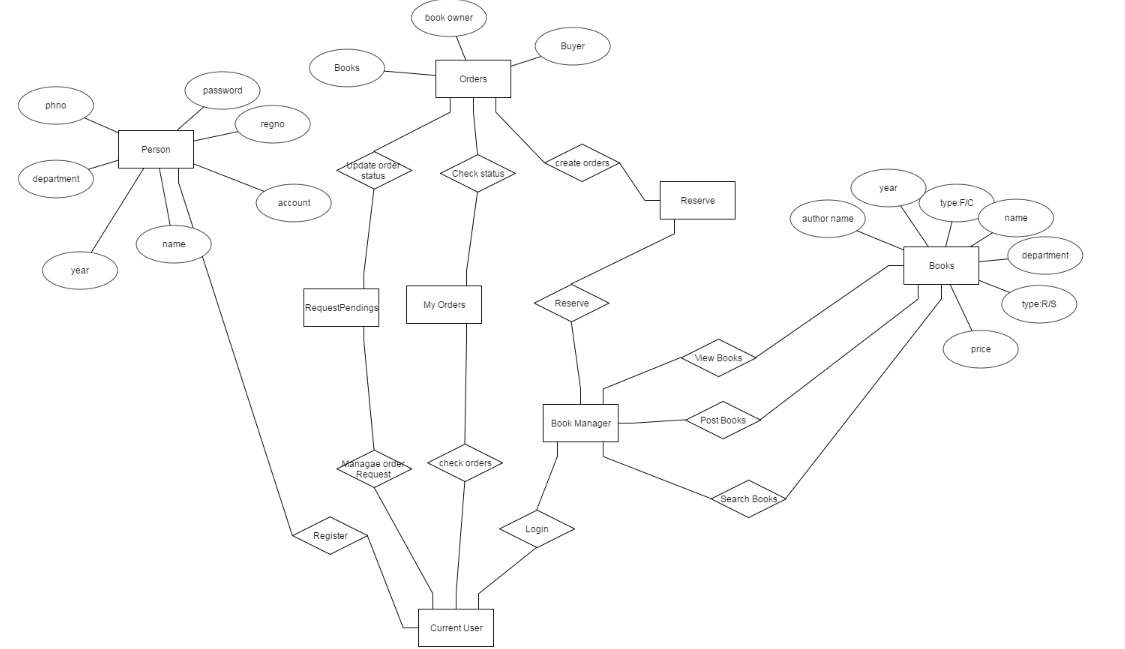 book owner
Buyer
Books
Orders
password
phno
regno
Person
department
account
name
year
Update order
status
Check status
create orders
Reserve
year
type:F/C
author name
name
Books
department
type:R/S
price
RequestPendings
My Orders
Reserve
View Books
Book Manager
Post Books
Managae order
Request
check orders
Search Books
Register
Login
Current User